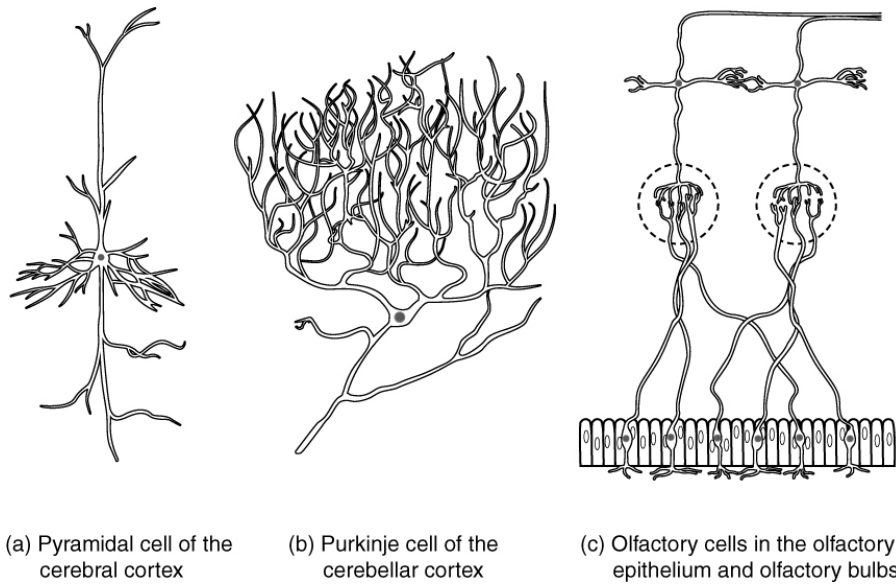 (a) Pyramidal cell of the
cerebral cortex
(b) Purkinje cell of the
cerebellar cortex
(c) Olfactory cells in the olfactory
epithelium and olfactory bulbs